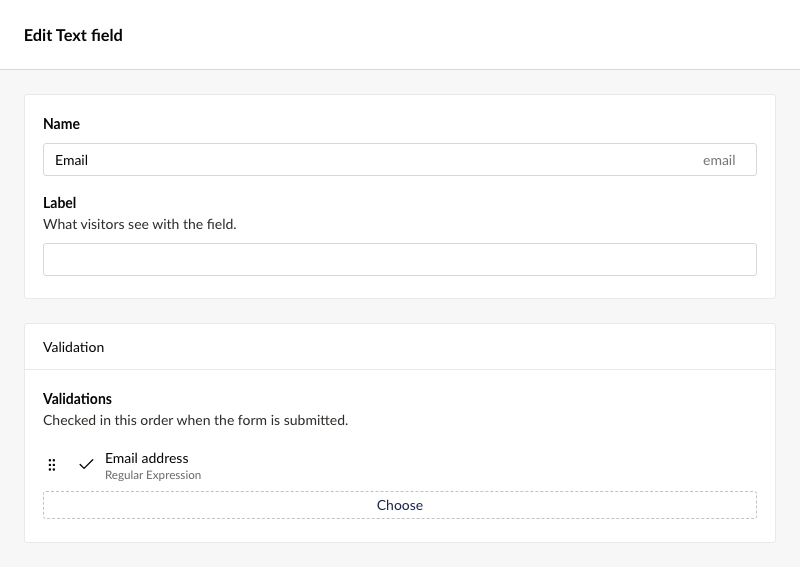 Edit Text field
Name
Email
email
Label
What visitors see with the field.
Validation
Validations
Checked in this order when the form is submitted.
Email address
Regular Expression
Choose